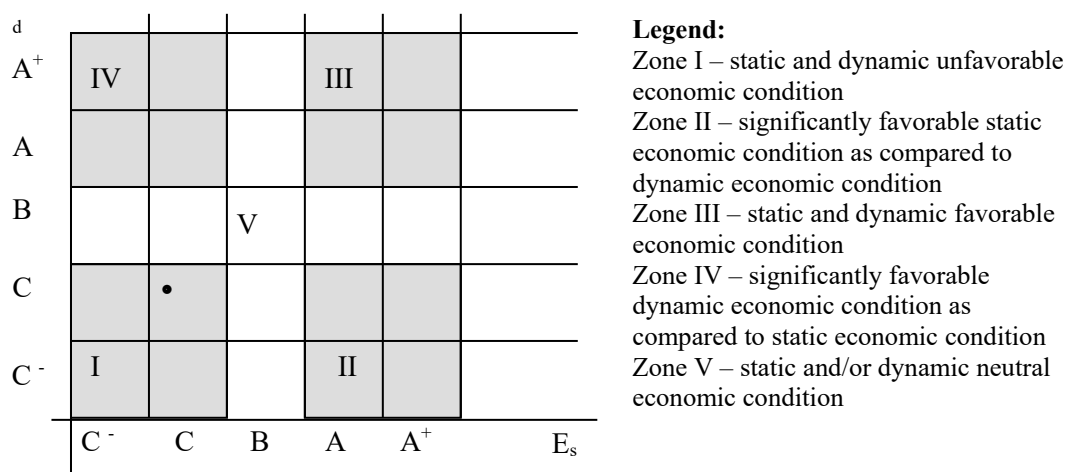 d
A+
IV
III
A
B
V
C
C -
I
II
C - C B A A+ Es
Legend:
Zone I – static and dynamic unfavorable
economic condition
Zone II – significantly favorable static
economic condition as compared to
dynamic economic condition
Zone III – static and dynamic favorable
economic condition
Zone IV – significantly favorable
dynamic economic condition as
compared to static economic condition
Zone V – static and/or dynamic neutral
economic condition